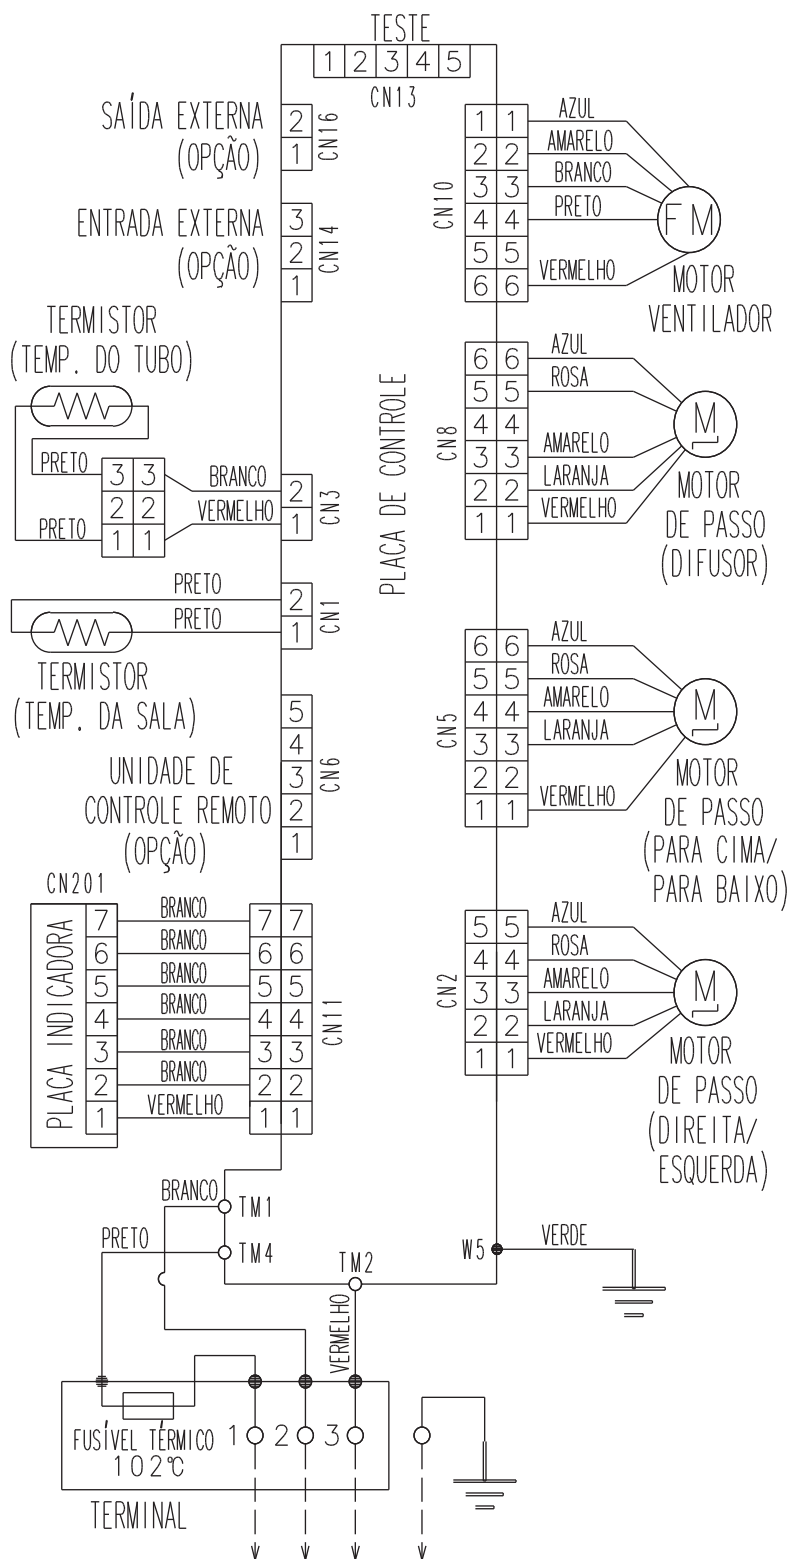 TESTE
1 2 3 4 5
CN13
SAÍDA EXTERNA
(OPÇÃO)
2
1
CN16
ENTRADA EXTERNA
(OPÇÃO)
3
2
1
CN14
TERMISTOR
(TEMP. DO TUBO)
PRETO
PRETO
3 3
2 2
1 1
BRANCO
VERMELHO
2
1
CN3
PRETO
PRETO
2
1
CN1
TERMISTOR
(TEMP. DA SALA)
UNIDADE DE
CONTROLE REMOTO
(OPÇÃO)
5
4
3
2
1
CN6
CN201
PLACA INDICADORA
7 BRANCO 7 7
6 BRANCO 6 6
5 BRANCO 5 5
4 BRANCO 4 4
3 BRANCO 3 3
2 BRANCO 2 2
1 VERMELHO 1 1
CN11
PLACA DE CONTROLE
CN10
1 1 AZUL
2 2 AMARELO
3 3 BRANCO
4 4 PRETO
5 5
6 6 VERMELHO
FM
MOTOR
VENTILADOR
CN8
6 6 AZUL
5 5 ROSA
4 4
3 3 AMARELO
2 2 LARANJA
1 1 VERMELHO
M
MOTOR
DE PASSO
(DIFUSOR)
CN5
6 6 AZUL
5 5 ROSA
4 4 AMARELO
3 3 LARANJA
2 2
1 1 VERMELHO
M
MOTOR
DE PASSO
(PARA CIMA/
PARA BAIXO)
CN2
5 5 AZUL
4 4 ROSA
3 3 AMARELO
2 2 LARANJA
1 1 VERMELHO
M
MOTOR
DE PASSO
(DIREITA/
ESQUERDA)
BRANCO
TM1
PRETO
TM4
TM2
VERMELHO
W5
VERDE
FUSÍVEL TÉRMICO
102℃
1 2 3
TERMINAL